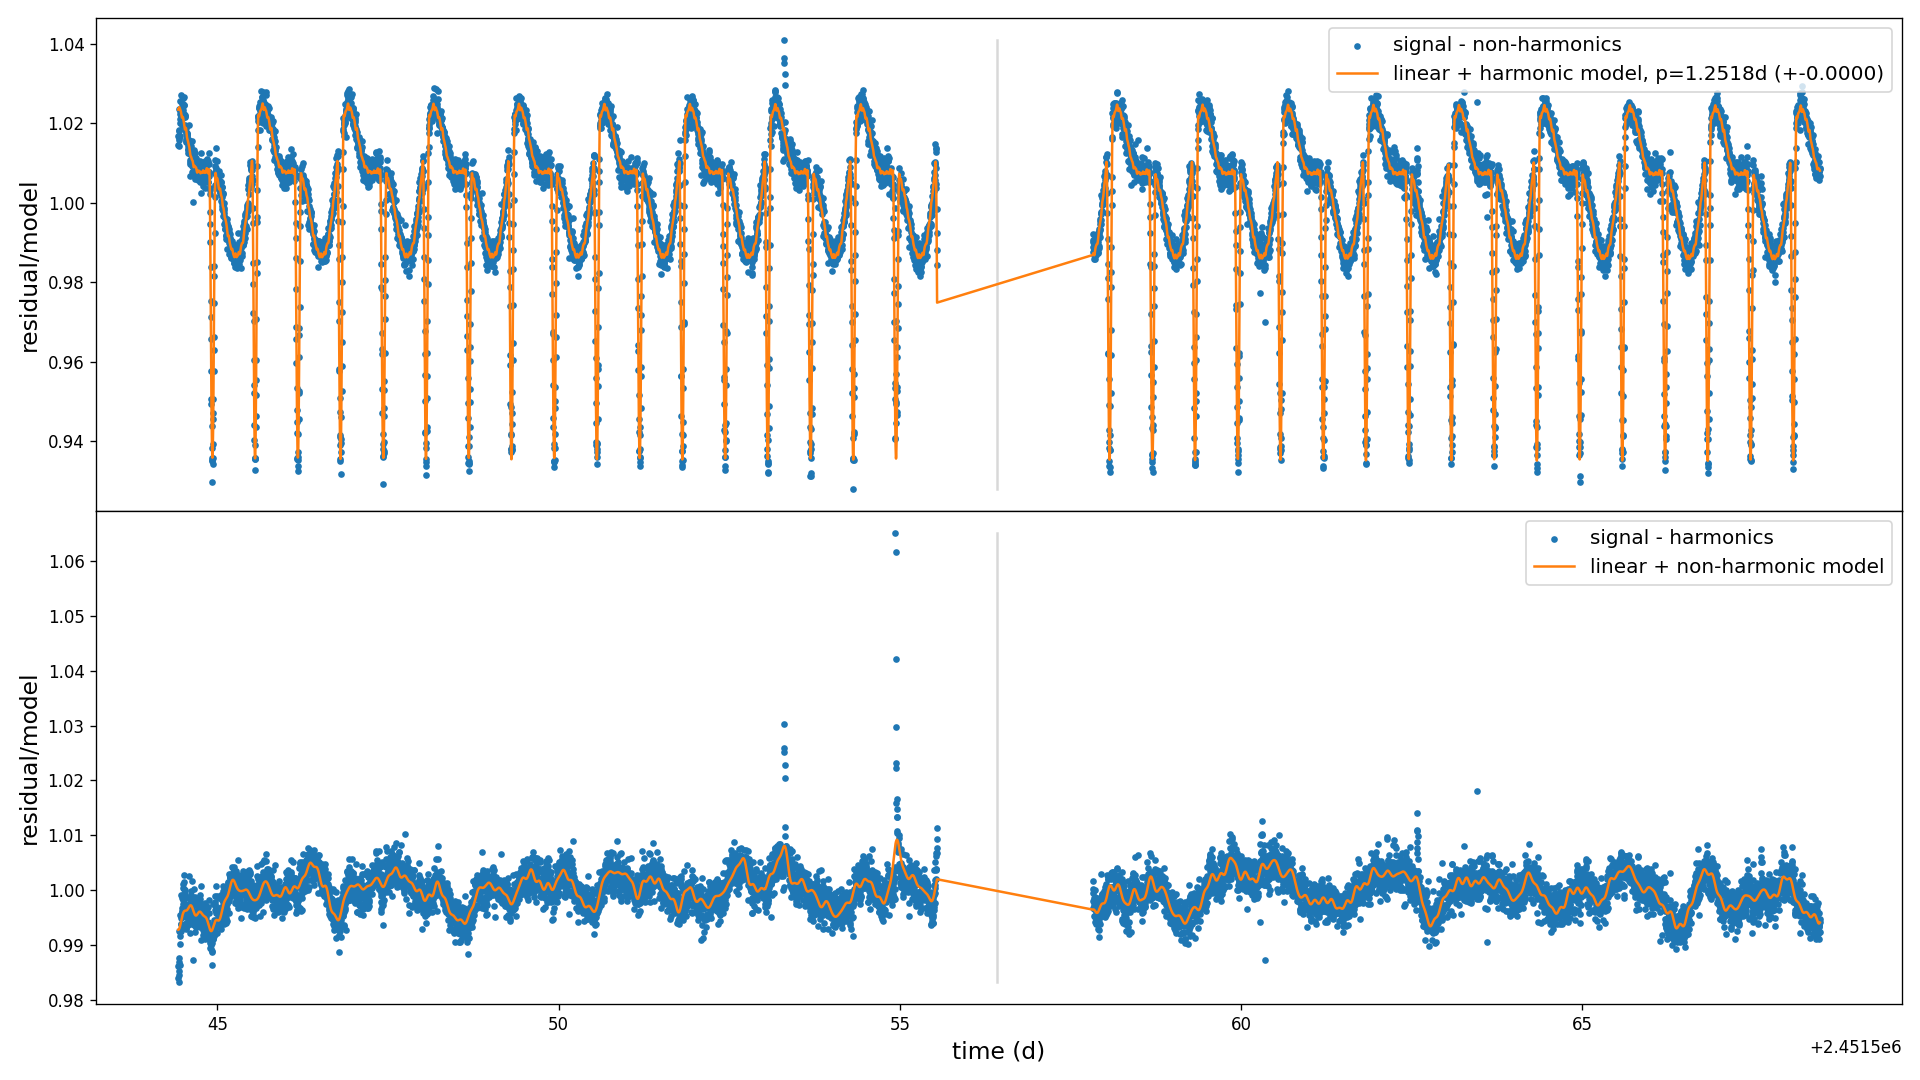 residual/model
1.04
1.02
1.00
0.98
0.96
0.94
signal - non-harmonics
linear + harmonic model, p=1.2518d (+-0.0000)
residual/model
1.06
1.05
1.04
1.03
1.02
1.01
1.00
0.99
0.98
signal - harmonics
linear + non-harmonic model
45
50
55
60
65
time (d)
+2.4515e6